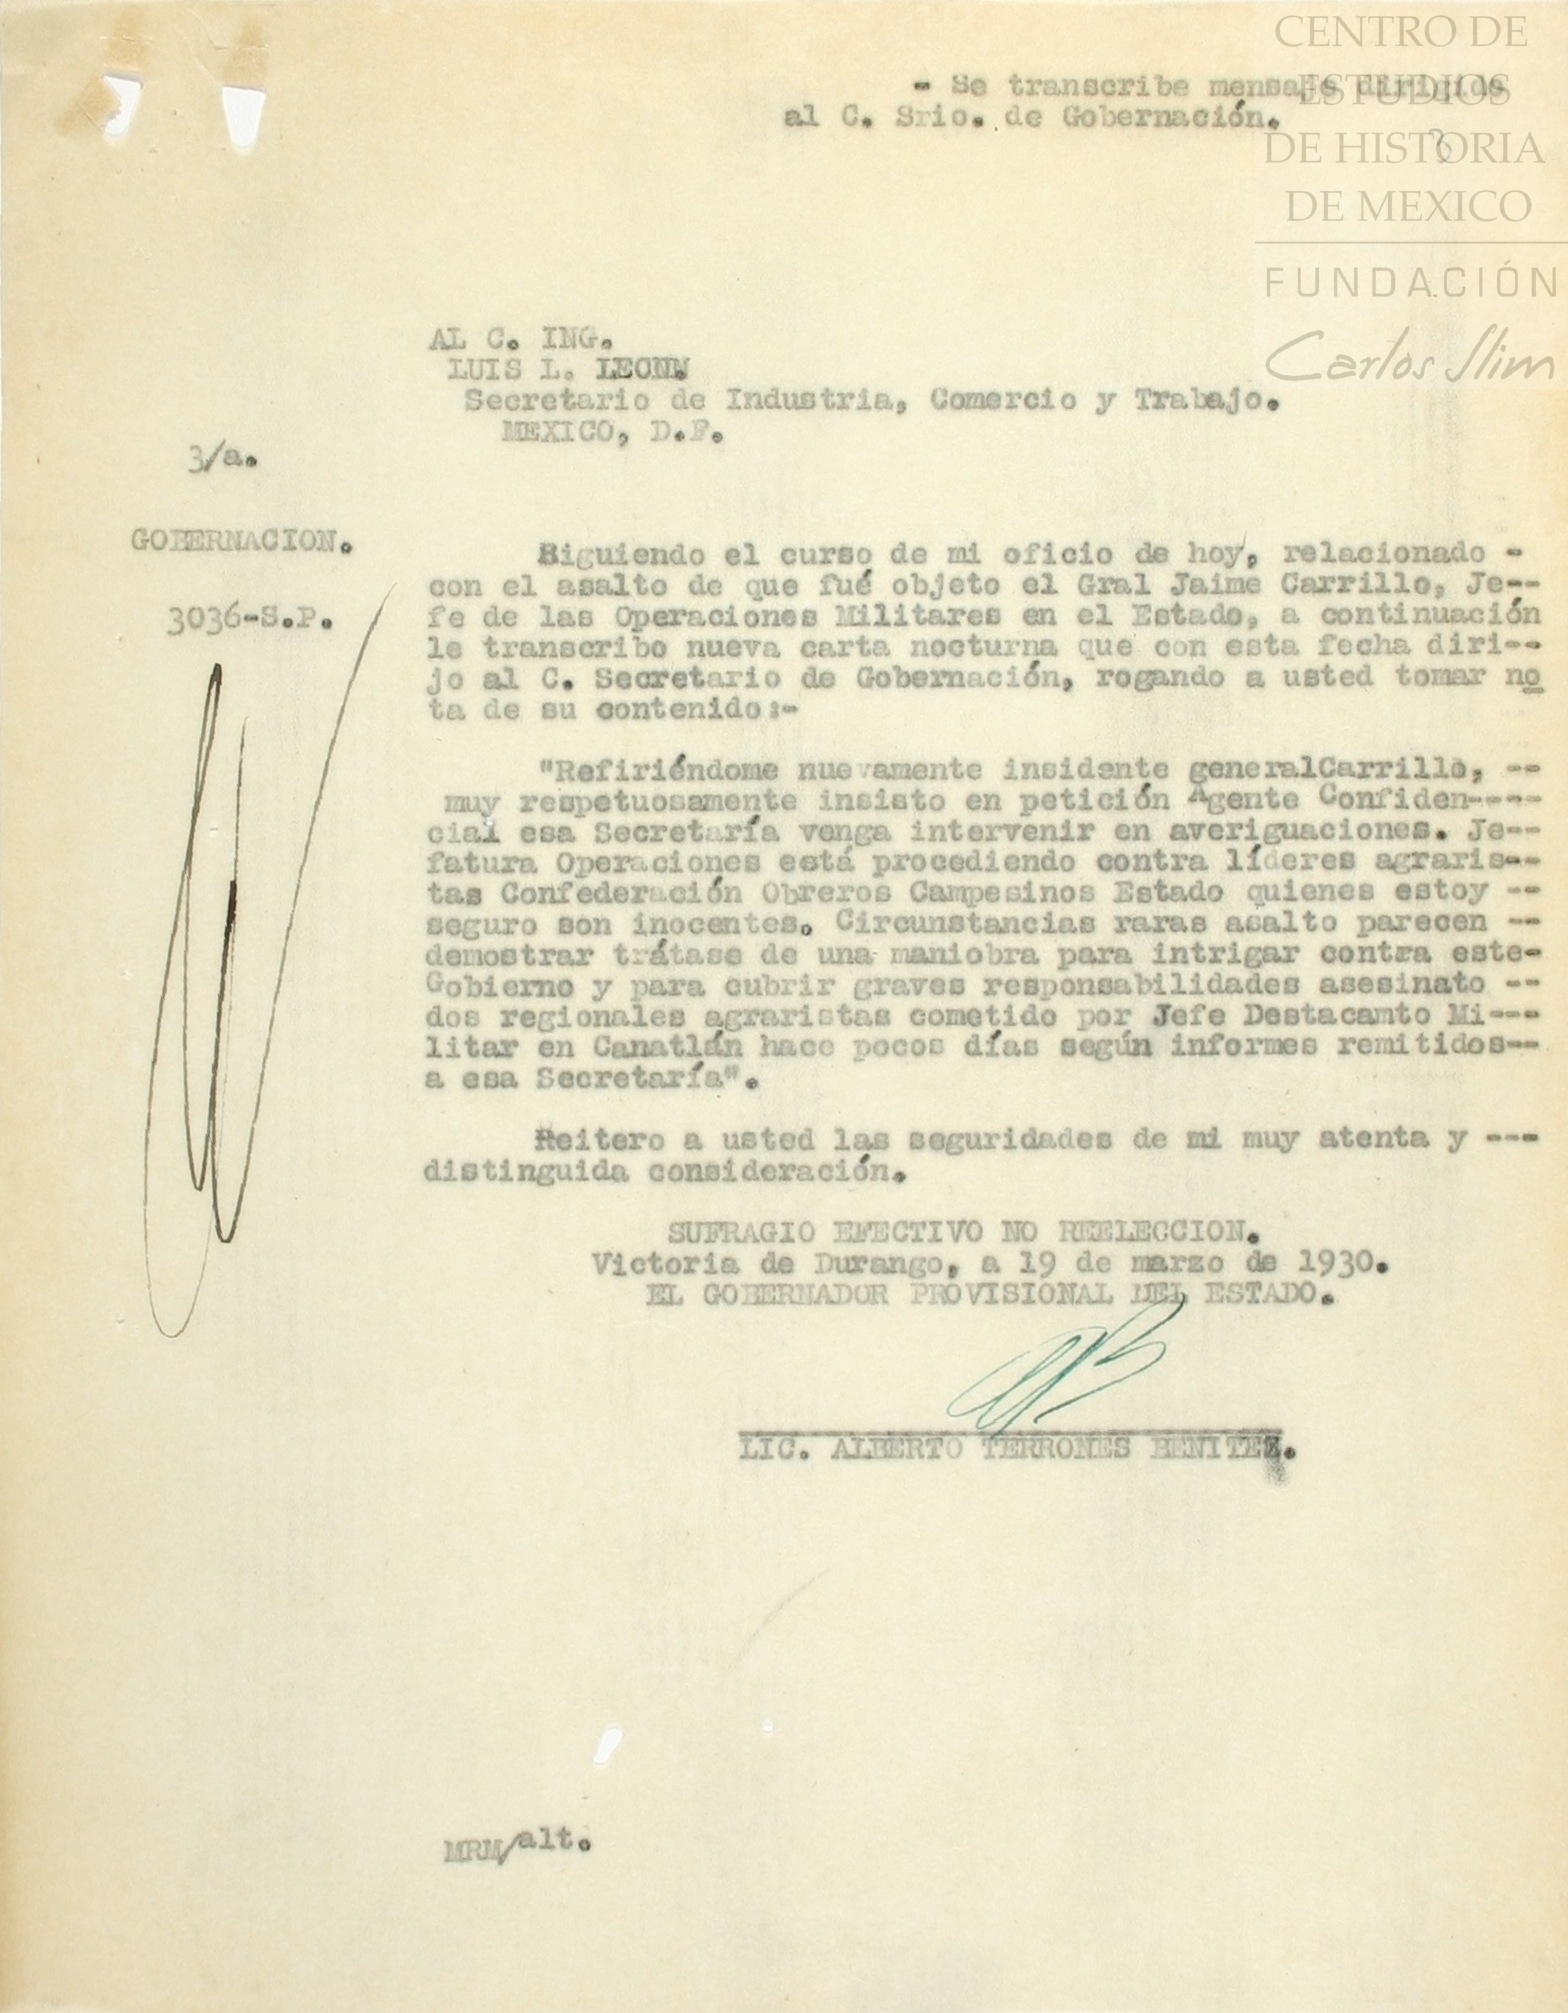 CENTRO DE
ESTUDIOS
DE HISTORIA
DE MEXICO
FUNDACIÓN
Carlos Slim
- Se transcribe mensaje dirigido
al C. Srio. de Gobernación.
3
AL C. ING.
LUIS L. LEON.
Secretario de Industria, Comercio y Trabajo.
MEXICO, D.F.
3/a.
GOBERNACION.
3036-S.P.
Siguiendo el curso de mi oficio de hoy, relacionado -
con el asalto de que fué objeto el Gral Jaime Carrillo, Je--
fe de las Operaciones Militares en el Estado, a continuación
le transcribo nueva carta nocturna que con esta fecha diri--
jo al C. Secretario de Gobernación, rogando a usted tomar no
ta de su contenido:-
"Refiriéndome nuevamente insidente generalCarrillo, --
muy respetuosamente insisto en petición Agente Confiden----
cial esa Secretaría venga intervenir en averiguaciones. Je--
fatura Operaciones está procediendo contra líderes agraris--
tas Confederación Obreros Campesinos Estado quienes estoy --
seguro son inocentes. Circunstancias raras asalto parecen --
demostrar trátase de una maniobra para intrigar contra este-
Gobierno y para cubrir graves responsabilidades asesinato --
dos regionales agraristas cometido por Jefe Destacamto Mi---
litar en Canatlán hace pocos días según informes remitidos--
a esa Secretaría".
Reitero a usted las seguridades de mi muy atenta y ---
distinguida consideración.
SUFRAGIO EFECTIVO NO REELECCION.
Victoria de Durango, a 19 de marzo de 1930.
EL GOBERNADOR PROVISIONAL DEL ESTADO.
LIC. ALBERTO TERRONES BENITEZ.
MRM/alt.